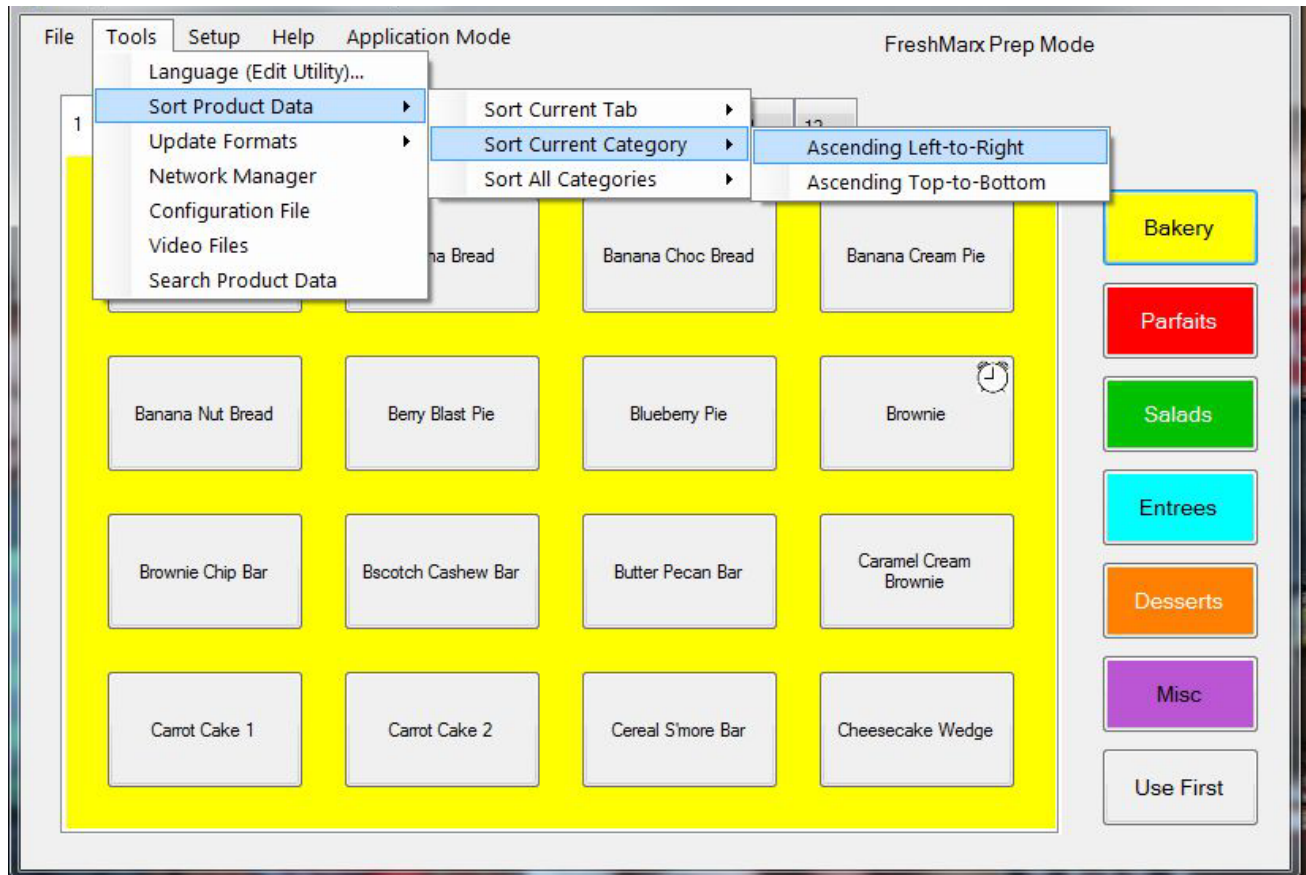 File Tools Setup Help Application Mode
FreshMarx Prep Mode
Language (Edit Utility)...
Sort Product Data
Update Formats
Network Manager
Configuration File
Video Files
Search Product Data
Sort Current Tab
Sort Current Category
Sort All Categories
Ascending Left-to-Right
Ascending Top-to-Bottom
1
Bread
Banana Choc Bread
Banana Cream Pie
Banana Nut Bread
Berry Blast Pie
Blueberry Pie
Brownie
Brownie Chip Bar
Bscotch Cashew Bar
Butter Pecan Bar
Caramel Cream
Brownie
Carrot Cake 1
Carrot Cake 2
Cereal S'more Bar
Cheesecake Wedge
Bakery
Parfaits
Salads
Entrees
Desserts
Misc
Use First